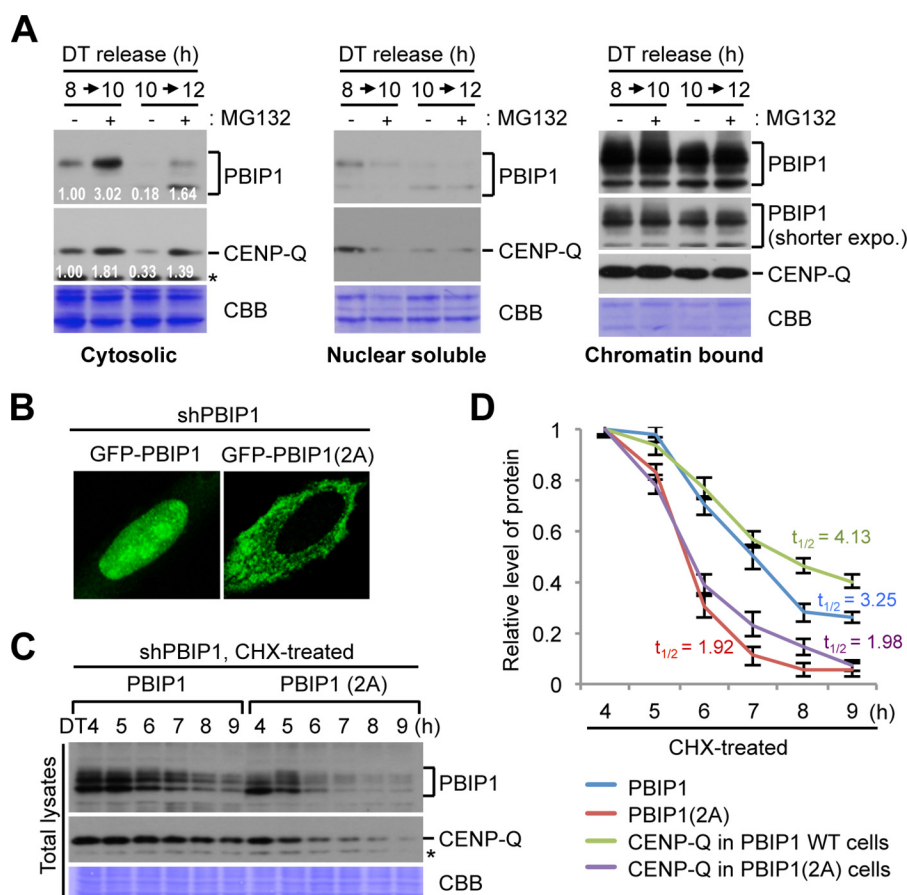 A
DT release (h)
8 → 10 10 → 12
- + - + : MG132
PBIP1
1.00 3.02 0.18 1.64
CENP-Q
1.00 1.81 0.33 1.39 *
CBB
Cytosolic
DT release (h)
8 → 10 10 → 12
- + - + : MG132
PBIP1
CENP-Q
CBB
Nuclear soluble
DT release (h)
8 → 10 10 → 12
- + - + : MG132
PBIP1
PBIP1
(shorter expo.)
CENP-Q
CBB
Chromatin bound
B
shPBIP1
GFP-PBIP1 GFP-PBIP1(2A)
C
shPBIP1, CHX-treated
PBIP1 PBIP1 (2A)
DT4 5 6 7 8 9 4 5 6 7 8 9 (h)
Total lysates
PBIP1
CENP-Q
*
CBB
D
Relative level of protein
1
0.8
0.6
0.4
0.2
0
t1/2 = 4.13
t1/2 = 3.25
t1/2 = 1.92
t1/2 = 1.98
4 5 6 7 8 9 (h)
CHX-treated
PBIP1
PBIP1(2A)
CENP-Q in PBIP1 WT cells
CENP-Q in PBIP1(2A) cells